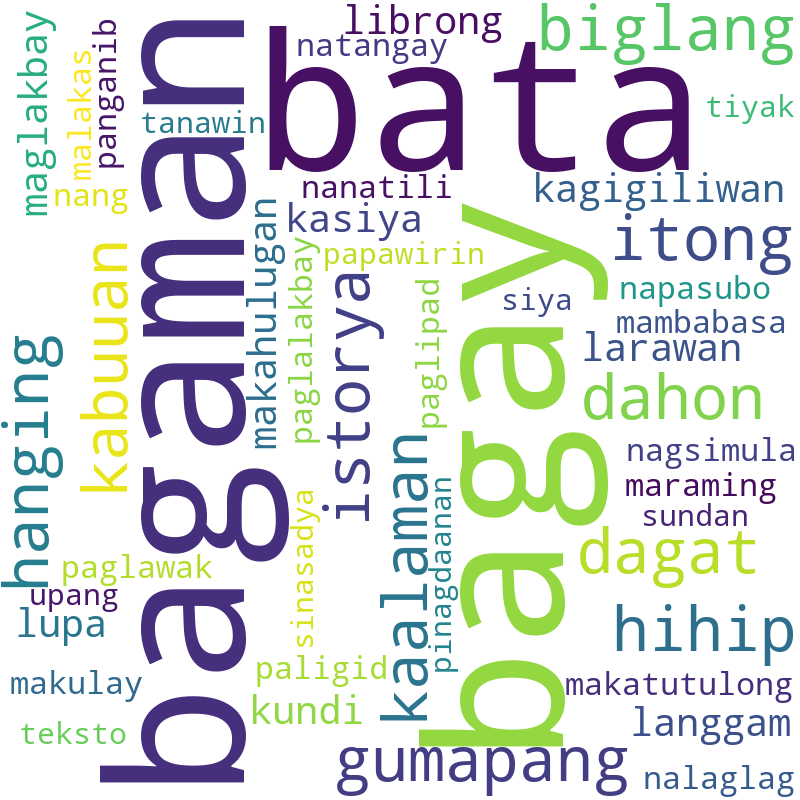 librong
biglang
natangay
bata
bagaman
maglakbay
malakas
panganib
tanawin
tiyak
nang
nanatili
kagigiliwan
kasiya
itong
makahulugan
papawirin
bagay
kabuuan
paglalakbay
istorya
paglipad
siya
napasubo
mambabasa
larawan
hanging
dahon
kaalaman
nagsimula
maraming
sinasadya
pinagdaanan
sundan
dagat
paglawak
upang
lupa
hihip
paligid
makulay
makatutulong
kundi
langgam
teksto
gumapang
nalaglag